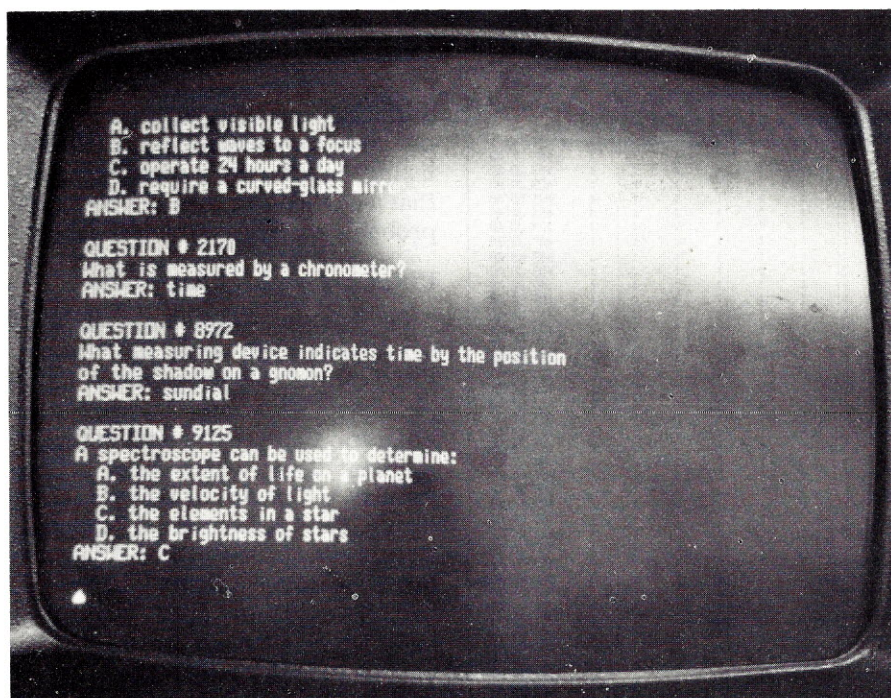 A. collect visible light
B. reflect waves to a focus
C. operate 24 hours a day
D. require a curved-glass mirro
ANSWER: B
QUESTION # 2170
What is measured by a chronometer?
ANSWER: time
QUESTION # 8972
What measuring device indicates time by the position
of the shadow on a gnomon?
ANSWER: sundial
QUESTION # 9125
A spectroscope can be used to determine:
A. the extent of life on a planet
B. the velocity of light
C. the elements in a star
D. the brightness of stars
ANSWER: C